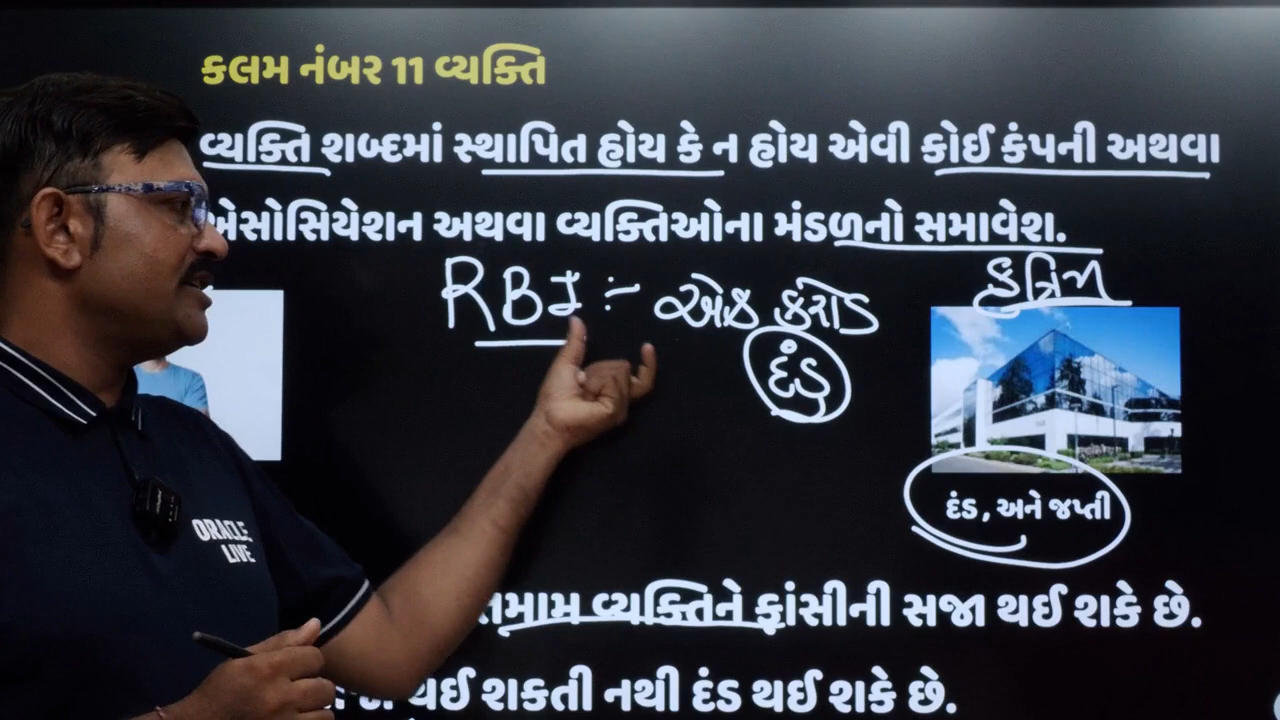 કલમ નંબર 11 વ્યક્તિ
વ્યક્તિ શબ્દમાં સ્થાપિત હોય કે ન હોય એવી કોઈ કંપની અથવા
એસોસિયેશન અથવા વ્યક્તિઓના મંડળનો સમાવેશ.
RBI :- એક કરોડ
દંડ
કૃત્રિમ
દંડ , અને જપ્તી
ORACLE
LIVE
તમામ વ્યક્તિને ફાંસીની સજા થઈ શકે છે.
થઈ શકતી નથી દંડ થઈ શકે છે.